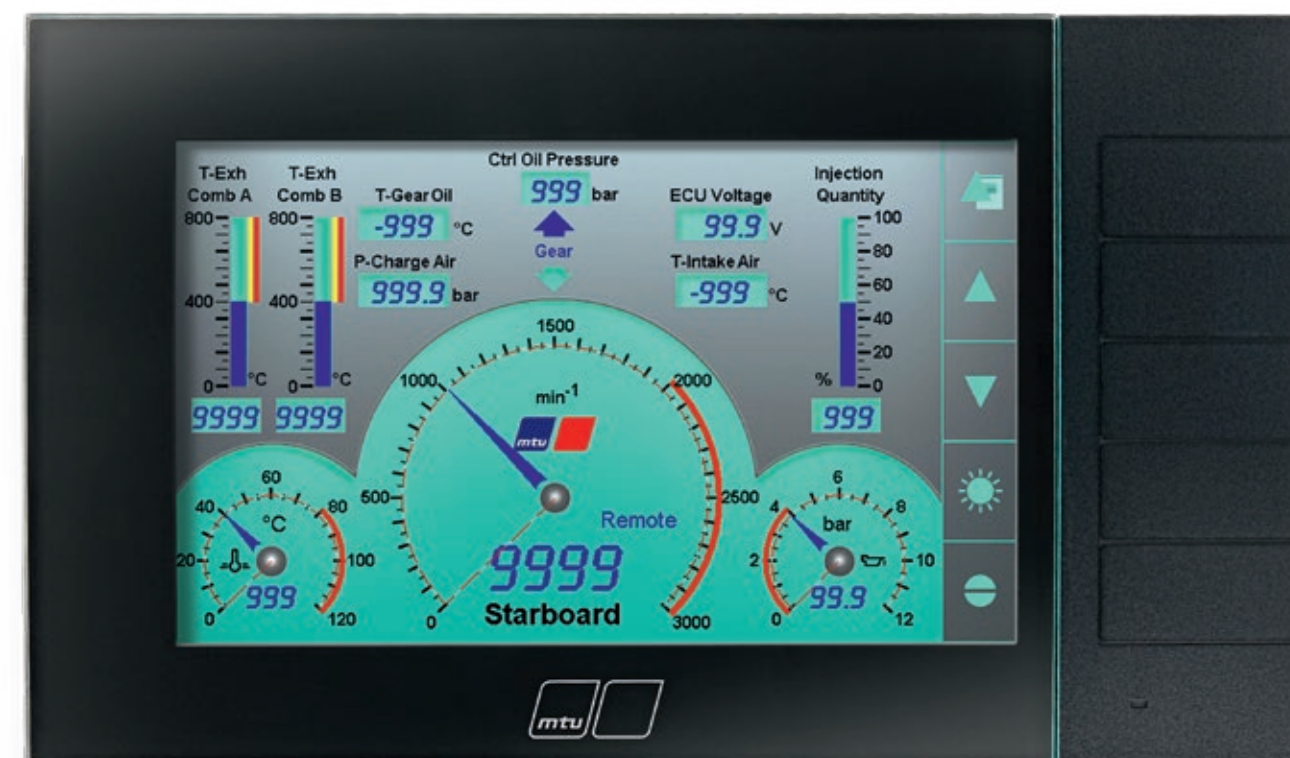 T-Exh
Comb A
800
400
0
°C
9999
T-Exh
Comb B
800
400
0
°C
9999
T-Gear Oil
-999 °C
P-Charge Air
999.9 bar
Ctrl Oil Pressure
999 bar
Gear
ECU Voltage
99.9 V
T-Intake Air
-999 °C
Injection
Quantity
100
80
60
40
20
0
%
999
0
20
40
60
80
100
120
°C
999
0
500
1000
1500
2000
2500
3000
min-1
mtu
Remote
9999
Starboard
0
2
4
6
8
10
12
bar
99.9
mtu